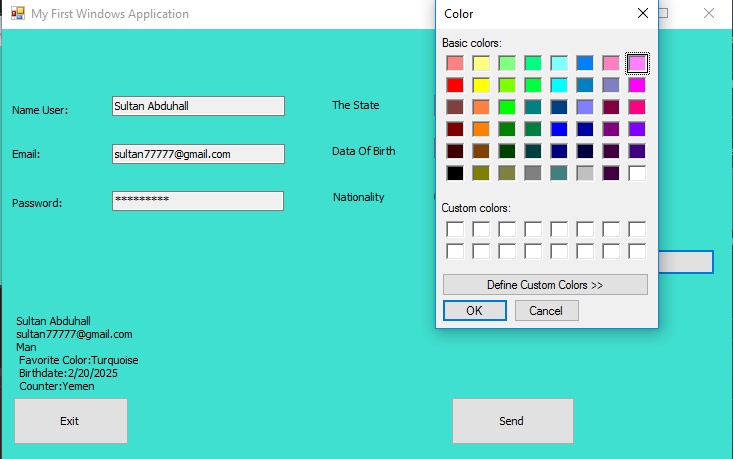 My First Windows Application
Color
Basic colors:
Name User:
Sultan Abduhall
The State
Email:
sultan77777@gmail.com
Data Of Birth
Password:
*********
Nationality
Custom colors:
Define Custom Colors >>
OK
Cancel
Sultan Abduhall
sultan77777@gmail.com
Man
Favorite Color:Turquoise
Birthdate:2/20/2025
Counter:Yemen
Exit
Send